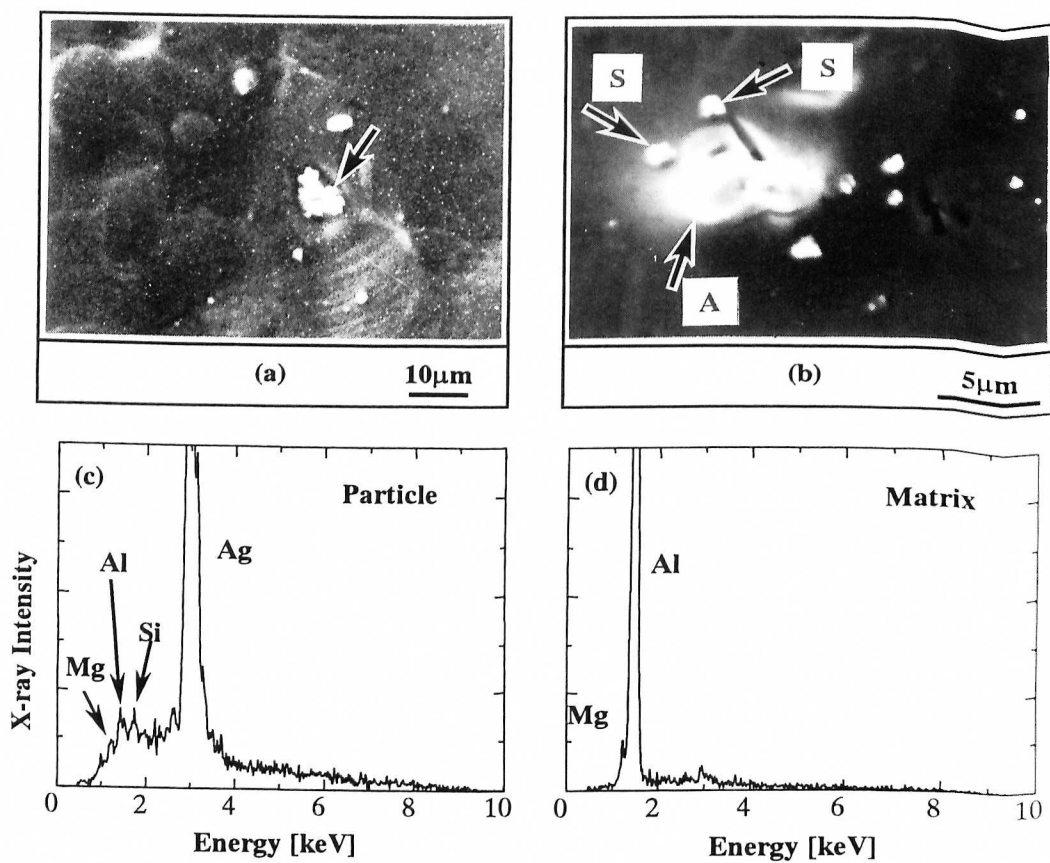 S
S
A
(a)
10μm
(b)
5μm
(c)
Particle
Al
Ag
Si
Mg
X-ray Intensity
0 2 4 6 8 10
Energy [keV]
(d)
Matrix
Al
Mg
0 2 4 6 8 10
Energy [keV]